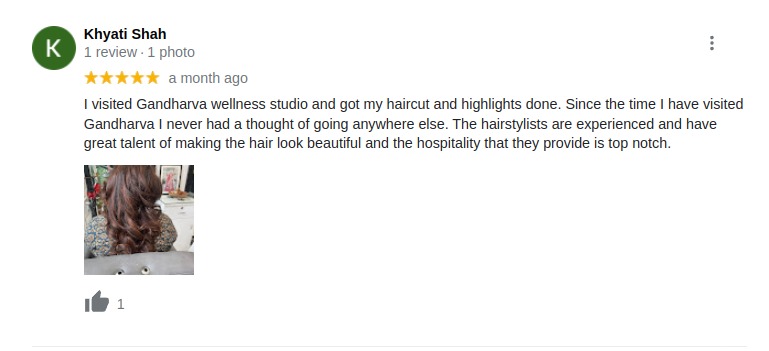 K
Khyati Shah
1 review · 1 photo
a month ago
I visited Gandharva wellness studio and got my haircut and highlights done. Since the time I have visited
Gandharva I never had a thought of going anywhere else. The hairstylists are experienced and have
great talent of making the hair look beautiful and the hospitality that they provide is top notch.
1